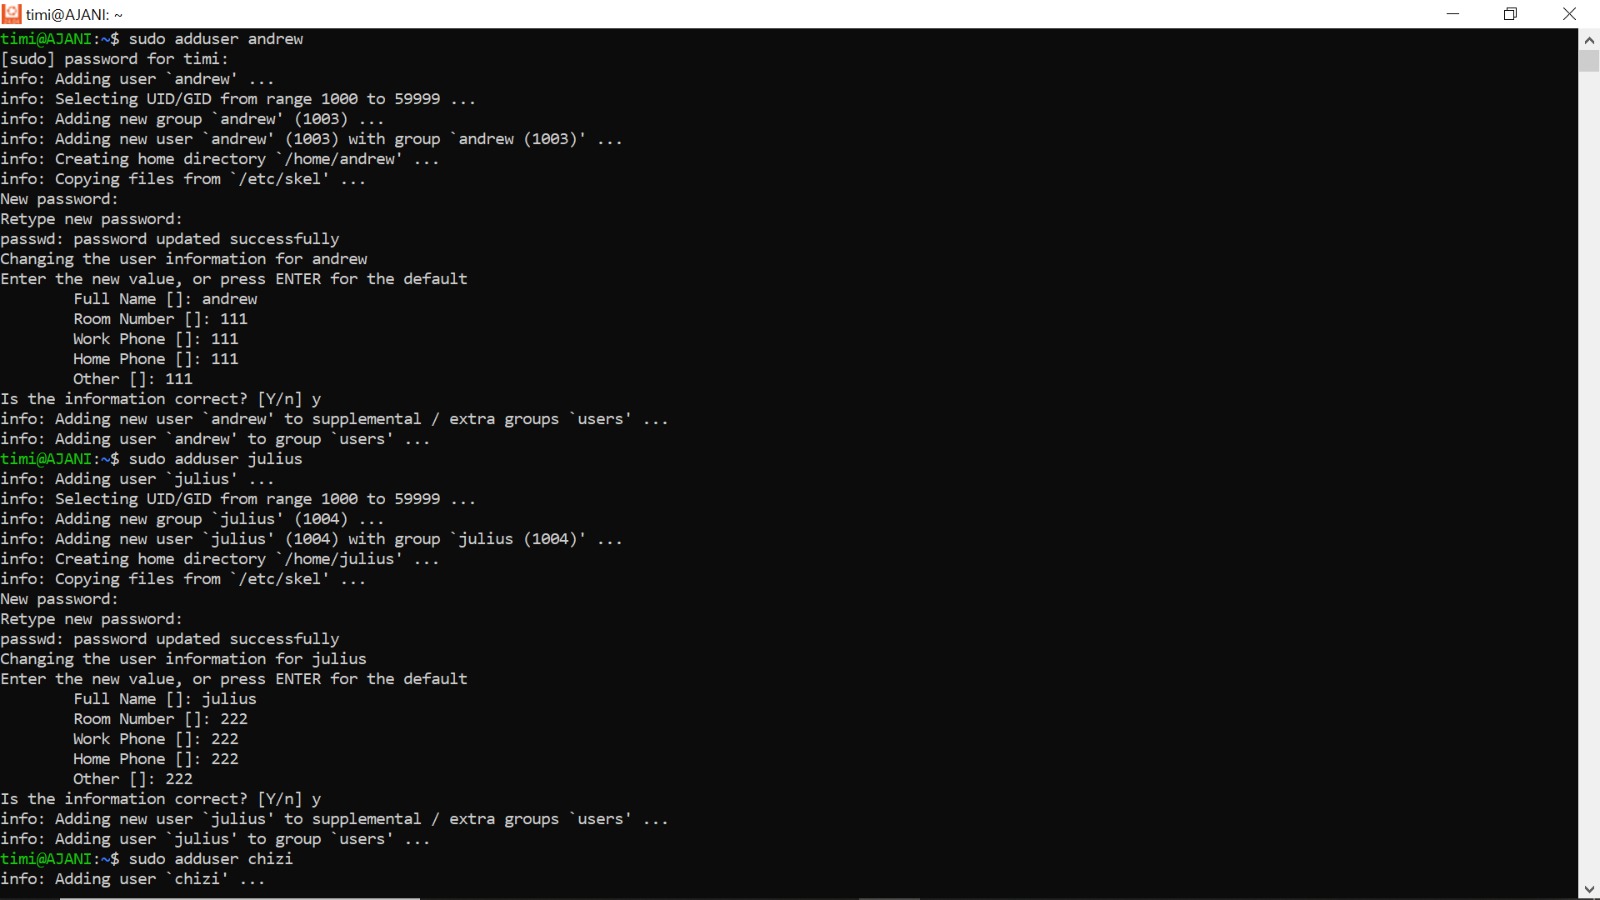 timi@AJANI: ~
timi@AJANI:~$ sudo adduser andrew
[sudo] password for timi:
info: Adding user `andrew' ...
info: Selecting UID/GID from range 1000 to 59999 ...
info: Adding new group `andrew' (1003) ...
info: Adding new user `andrew' (1003) with group `andrew (1003)' ...
info: Creating home directory `/home/andrew' ...
info: Copying files from `/etc/skel' ...
New password:
Retype new password:
passwd: password updated successfully
Changing the user information for andrew
Enter the new value, or press ENTER for the default
        Full Name []: andrew
        Room Number []: 111
        Work Phone []: 111
        Home Phone []: 111
        Other []: 111
Is the information correct? [Y/n] y
info: Adding new user `andrew' to supplemental / extra groups `users' ...
info: Adding user `andrew' to group `users' ...
timi@AJANI:~$ sudo adduser julius
info: Adding user `julius' ...
info: Selecting UID/GID from range 1000 to 59999 ...
info: Adding new group `julius' (1004) ...
info: Adding new user `julius' (1004) with group `julius (1004)' ...
info: Creating home directory `/home/julius' ...
info: Copying files from `/etc/skel' ...
New password:
Retype new password:
passwd: password updated successfully
Changing the user information for julius
Enter the new value, or press ENTER for the default
        Full Name []: julius
        Room Number []: 222
        Work Phone []: 222
        Home Phone []: 222
        Other []: 222
Is the information correct? [Y/n] y
info: Adding new user `julius' to supplemental / extra groups `users' ...
info: Adding user `julius' to group `users' ...
timi@AJANI:~$ sudo adduser chizi
info: Adding user `chizi' ...